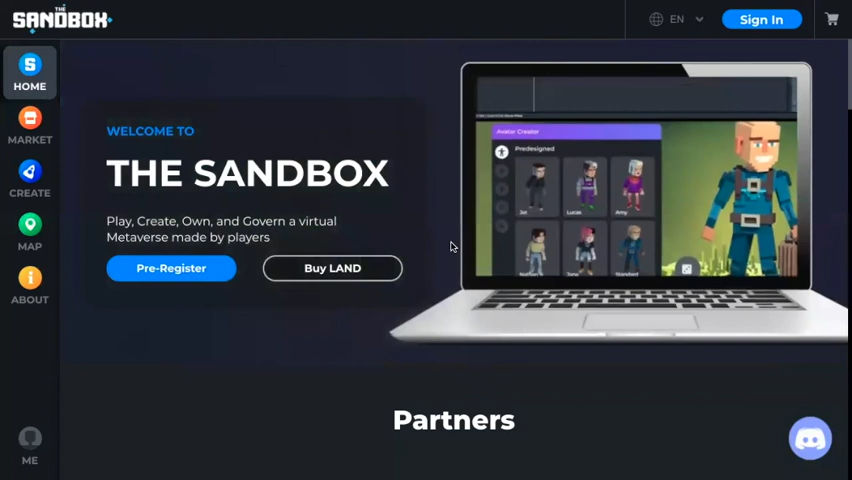 THE
SANDBOX
EN
Sign In
HOME
MARKET
CREATE
MAP
ABOUT
ME
WELCOME TO
THE SANDBOX
Play, Create, Own, and Govern a virtual
Metaverse made by players
Pre-Register
Buy LAND
Avatar Creator
Predesigned
Jet
Lucas
Amy
Standard
Partners